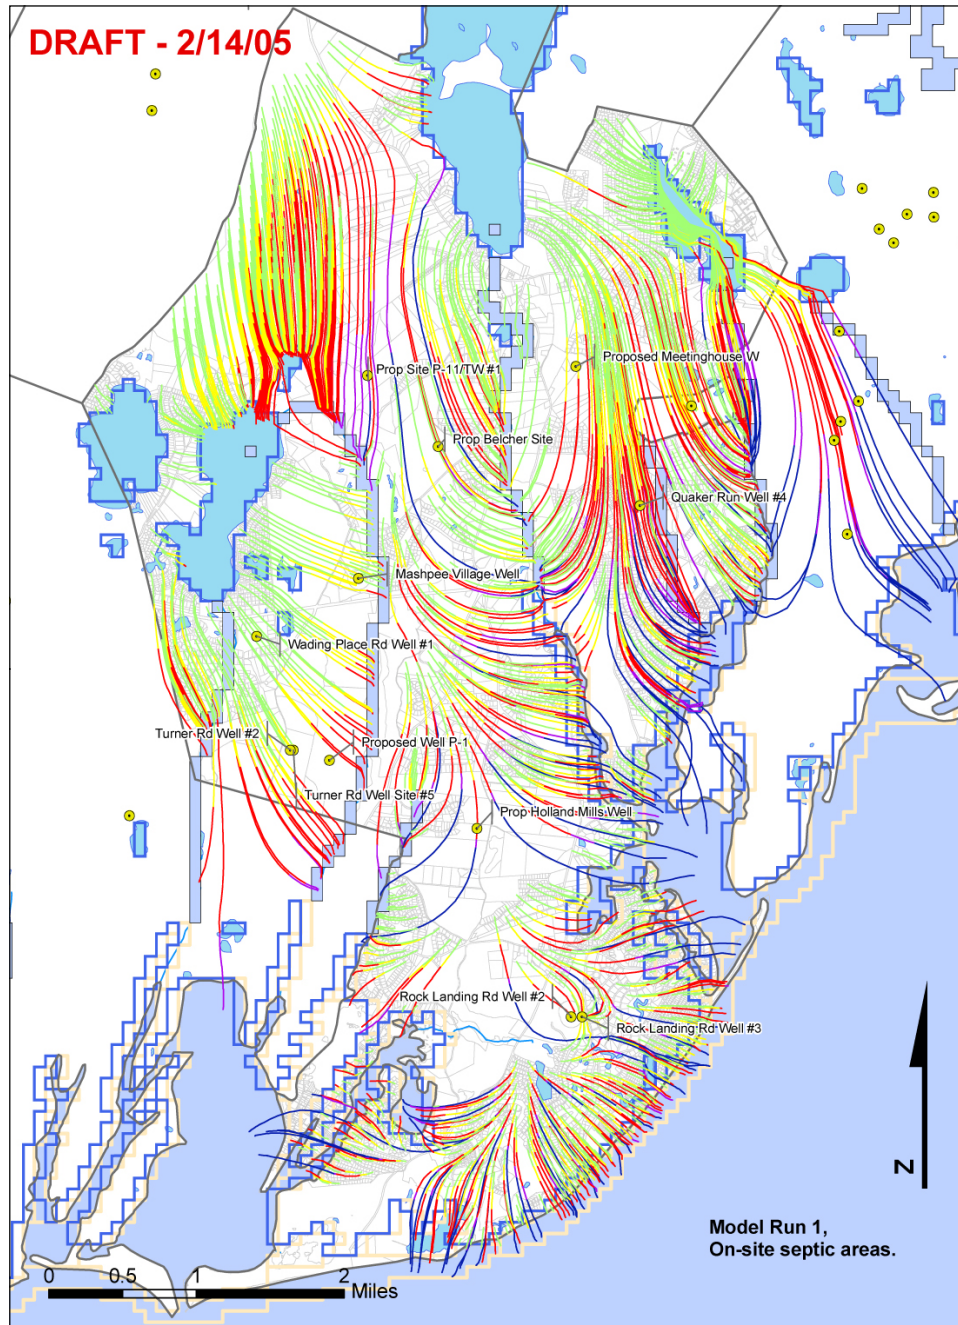 DRAFT - 2/14/05
Proposed Meetinghouse W
Prop Site P-11/TW #1
Prop Belcher Site
Quaker Run Well #4
Mashpee Village Well
Wading Place Rd Well #1
Turner Rd Well #2
Proposed Well P-1
Turner Rd Well Site #5
Prop Holland Mills Well
Rock Landing Rd Well #2
Rock Landing Rd Well #3
N
Model Run 1,
On-site septic areas.
0 0.5 1 2
Miles